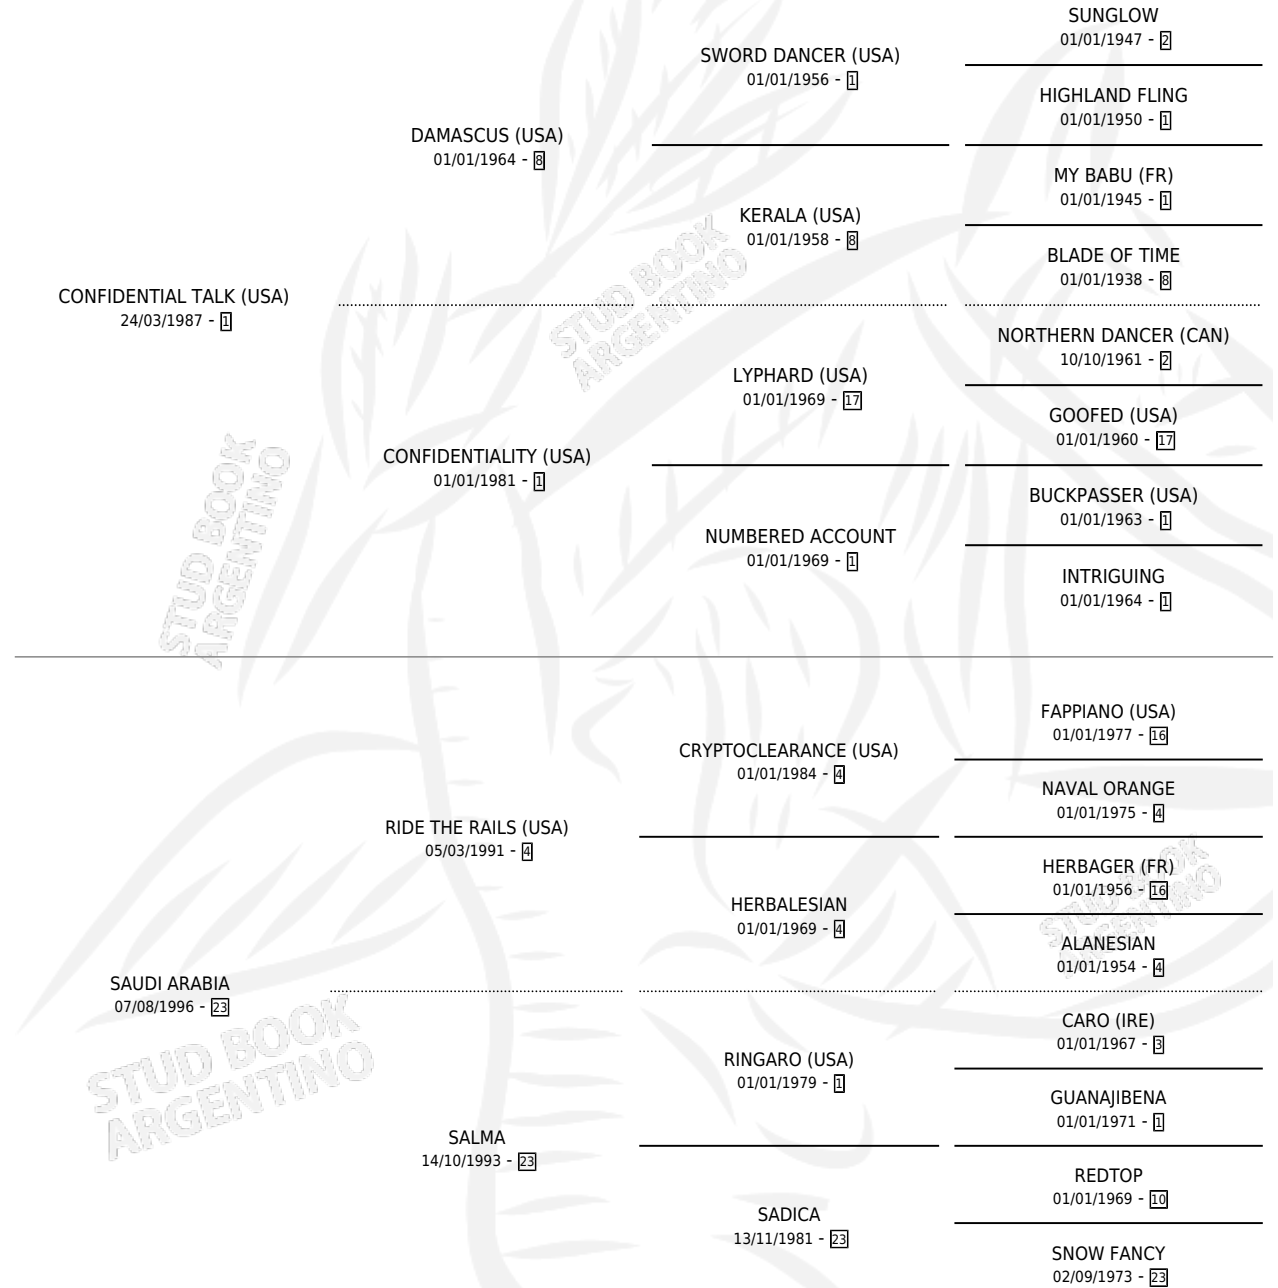 SUNGLOW
01/01/1947 - 2
SWORD DANCER (USA)
01/01/1956 - 1
HIGHLAND FLING
01/01/1950 - 1
DAMASCUS (USA)
01/01/1964 - 8
MY BABU (FR)
01/01/1945 - 1
KERALA (USA)
01/01/1958 - 8
BLADE OF TIME
01/01/1938 - 8
CONFIDENTIAL TALK (USA)
24/03/1987 - 1
NORTHERN DANCER (CAN)
10/10/1961 - 2
LYPHARD (USA)
01/01/1969 - 17
GOOFED (USA)
01/01/1960 - 17
CONFIDENTIALITY (USA)
01/01/1981 - 1
BUCKPASSER (USA)
01/01/1963 - 1
NUMBERED ACCOUNT
01/01/1969 - 1
INTRIGUING
01/01/1964 - 1
STUD BOOK
ARGENTINO
STUD BOOK
ARGENTINO
FAPPIANO (USA)
01/01/1977 - 16
CRYPTOCLEARANCE (USA)
01/01/1984 - 4
NAVAL ORANGE
01/01/1975 - 4
RIDE THE RAILS (USA)
05/03/1991 - 4
HERBAGER (FR)
01/01/1956 - 16
HERBALESIAN
01/01/1969 - 4
ALANESIAN
01/01/1954 - 4
STUD BOOK
ARGENTINO
SAUDI ARABIA
07/08/1996 - 23
CARO (IRE)
01/01/1967 - 3
RINGARO (USA)
01/01/1979 - 1
GUANAJIBENA
01/01/1971 - 1
STUD BOOK
ARGENTINO
SALMA
14/10/1993 - 23
REDTOP
01/01/1969 - 10
SADICA
13/11/1981 - 23
SNOW FANCY
02/09/1973 - 23